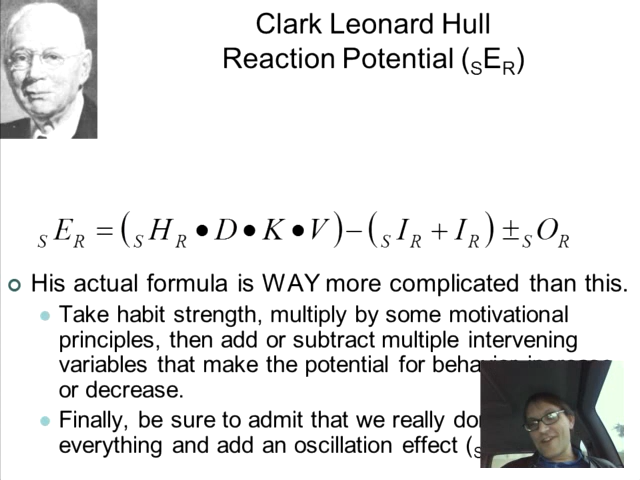 Clark Leonard Hull
Reaction Potential (SER)
SER = (SHR • D • K • V) − (SIR + IR) ± SOR
His actual formula is WAY more complicated than this.
Take habit strength, multiply by some motivational
principles, then add or subtract multiple intervening
variables that make the potential for behavior increase
or decrease.
Finally, be sure to admit that we really
everything and add an oscillation effect (S